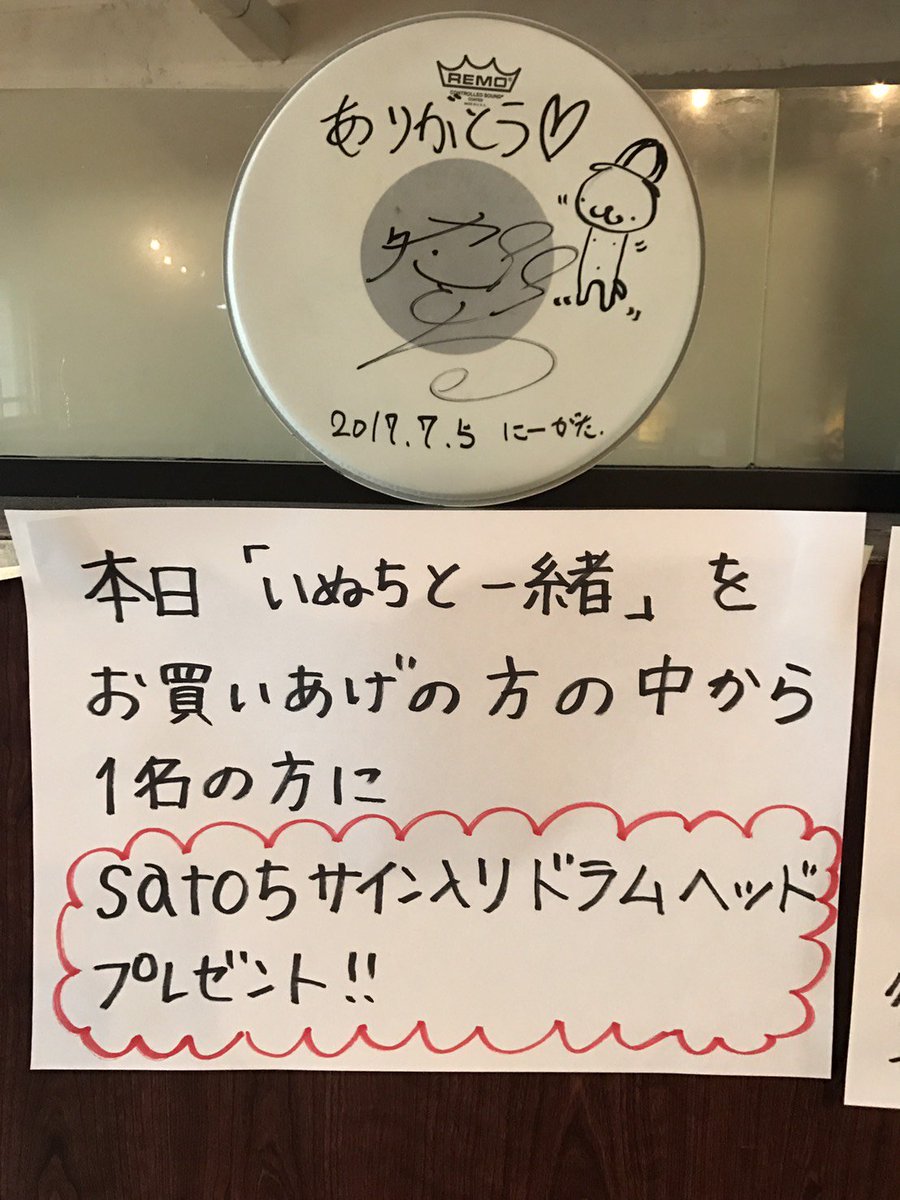 REMO
CONTROLLED SOUND
COATED
ありがとう♡
2017.7.5 にーがた.
本日「いぬちと一緒」を
お買いあげの方の中から
1名の方に
satoちサイン入りドラムヘッド
プレゼント!!